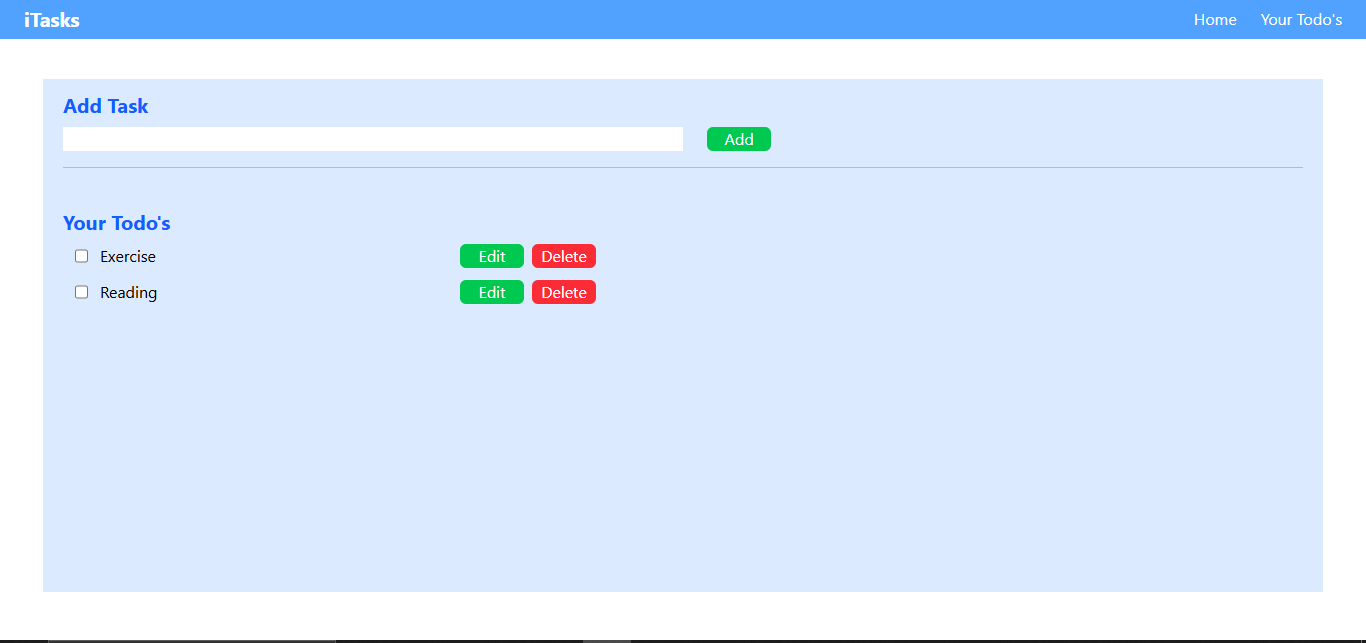 iTasks Home Your Todo's
Add Task
Add
Your Todo's
Exercise Edit Delete
Reading Edit Delete